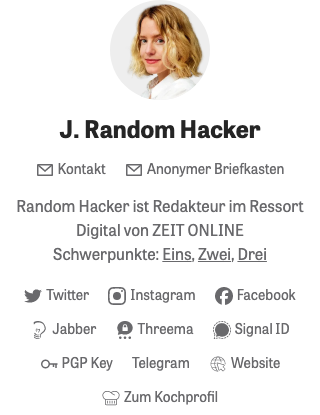 J. Random Hacker
Kontakt Anonymer Briefkasten
Random Hacker ist Redakteur im Ressort
Digital von ZEIT ONLINE
Schwerpunkte: Eins, Zwei, Drei
Twitter Instagram Facebook
Jabber Threema Signal ID
PGP Key Telegram Website
Zum Kochprofil